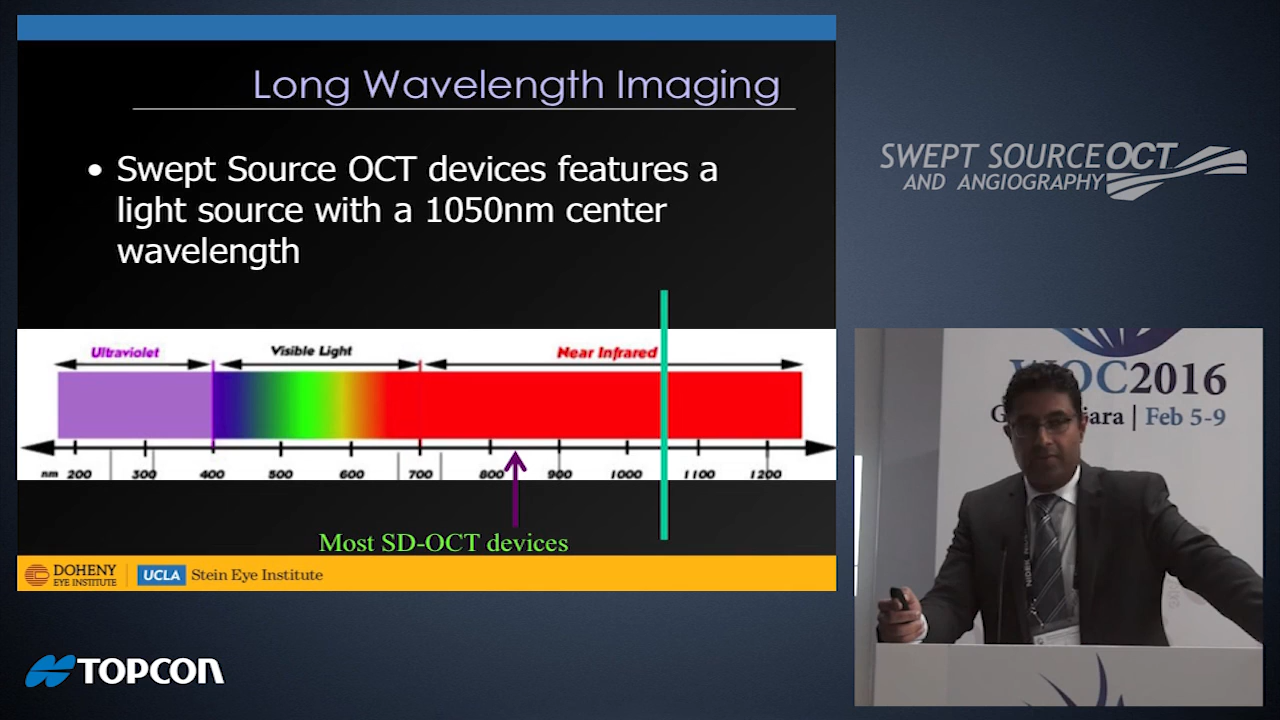 Long Wavelength Imaging
• Swept Source OCT devices features a
light source with a 1050nm center
wavelength
Ultraviolet
Visible Light
Near Infrared
nm 200 300 400 500 600 700 800 900 1000 1100 1200
Most SD-OCT devices
DOHENY
EYE INSTITUTE
UCLA Stein Eye Institute
TOPCON
SWEPT SOURCE OCT
AND ANGIOGRAPHY
2016
Feb 5-9
NIDEK